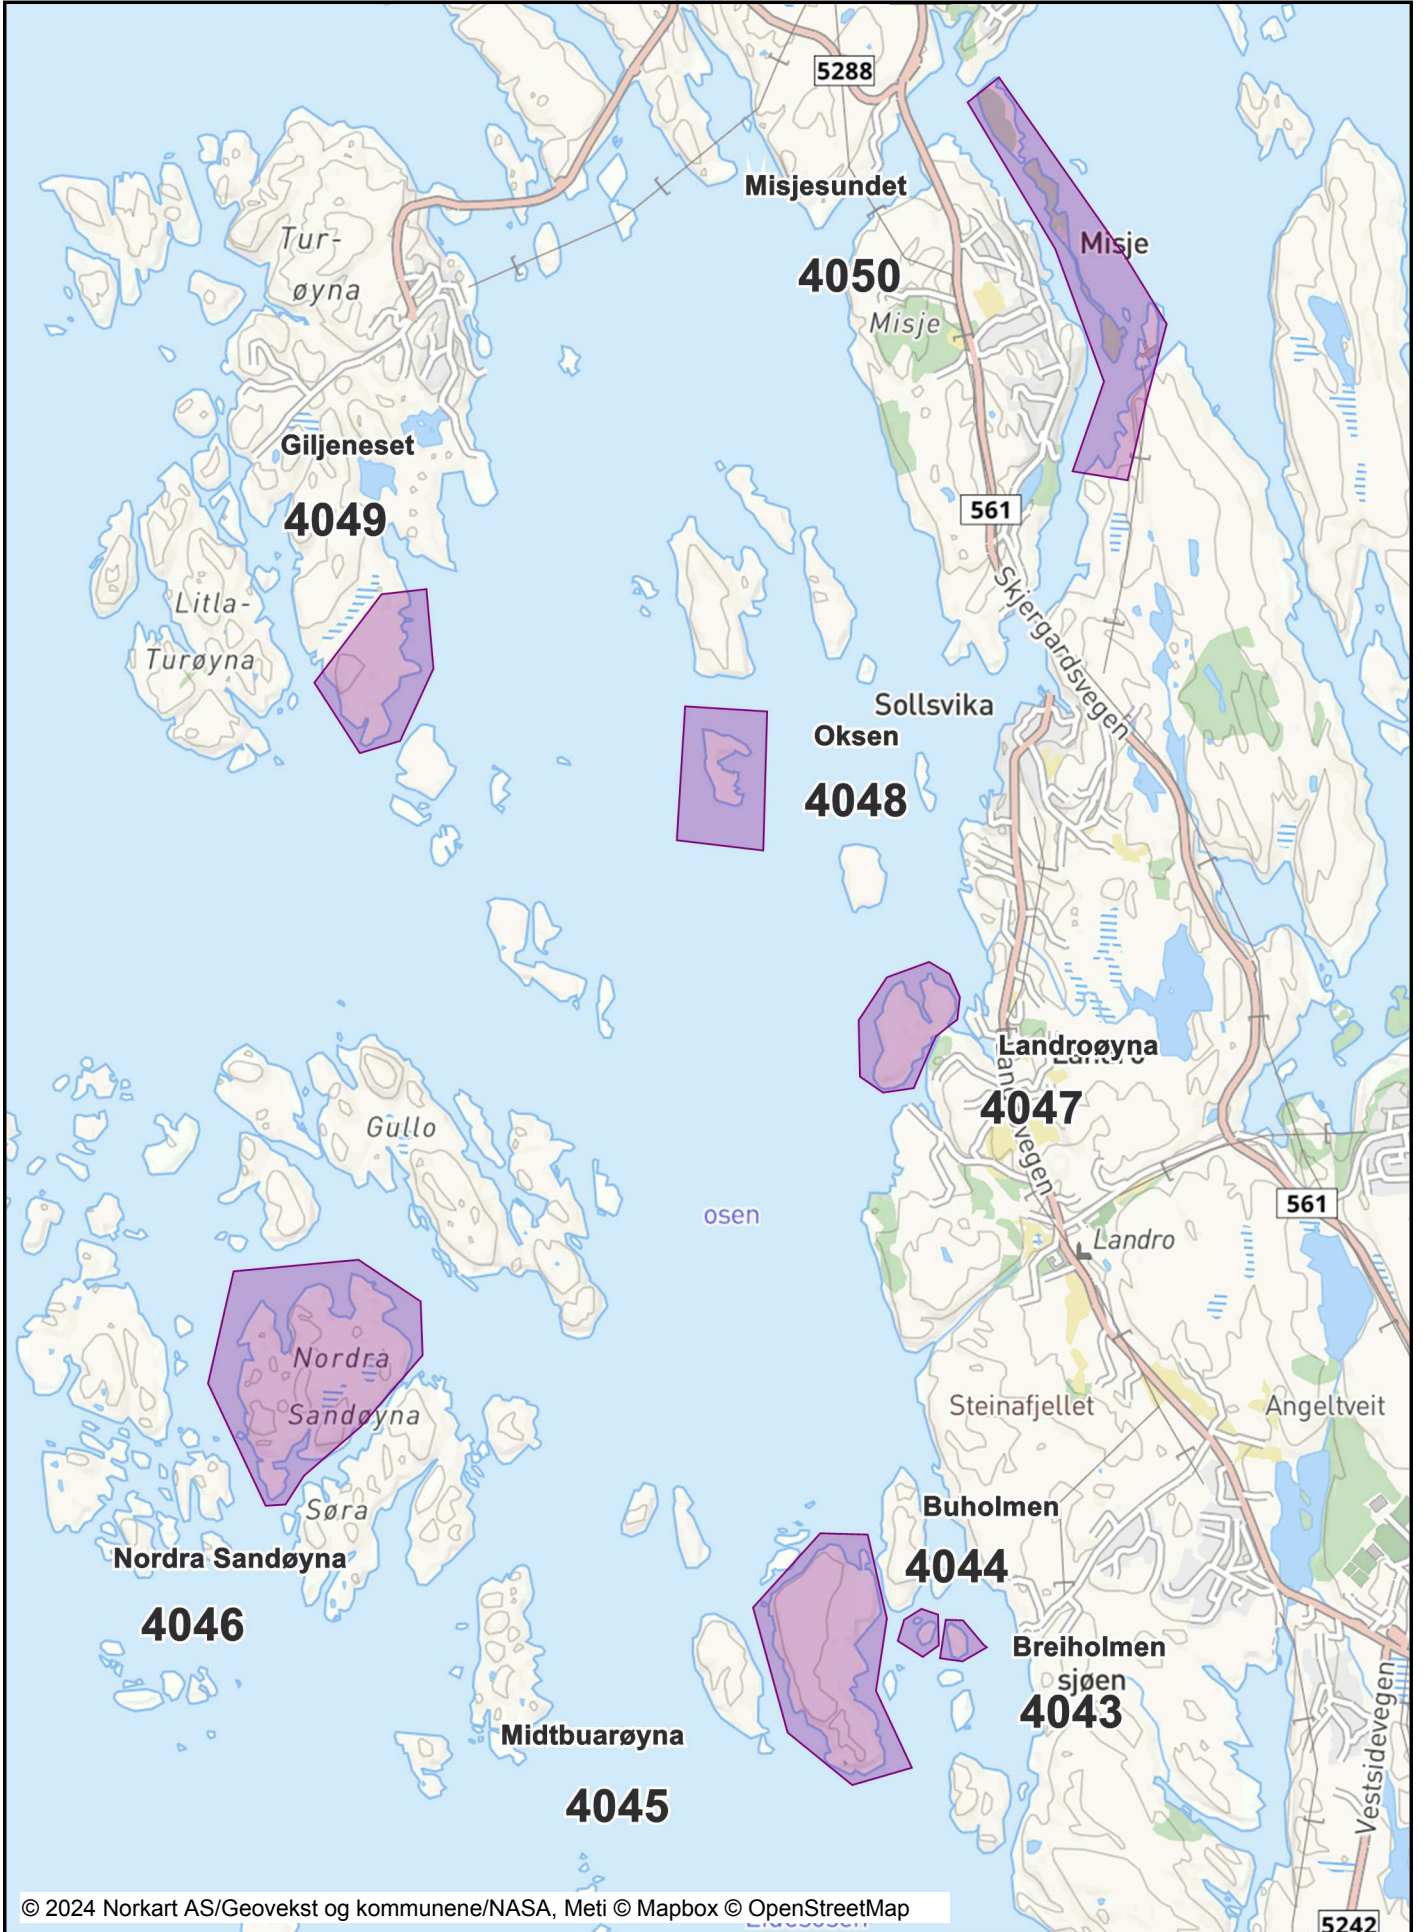 5288
Misjesundet
Tur-
øyna
Misje
4050
Misje
Giljeneset
4049
561
Skjergardsvegen
Litla-
Turøyna
Sollsvika
Oksen
4048
Landroøyna
4047
Gullo
osen
561
Landro
Nordra
Sandøyna
Steinafjellet
Angeltveit
Søra
Buholmen
Nordra Sandøyna
4044
4046
Breiholmen
sjøen
4043
Midtbuarøyna
4045
Vestsidevegen
© 2024 Norkart AS/Geovekst og kommunene/NASA, Meti © Mapbox © OpenStreetMap
5242